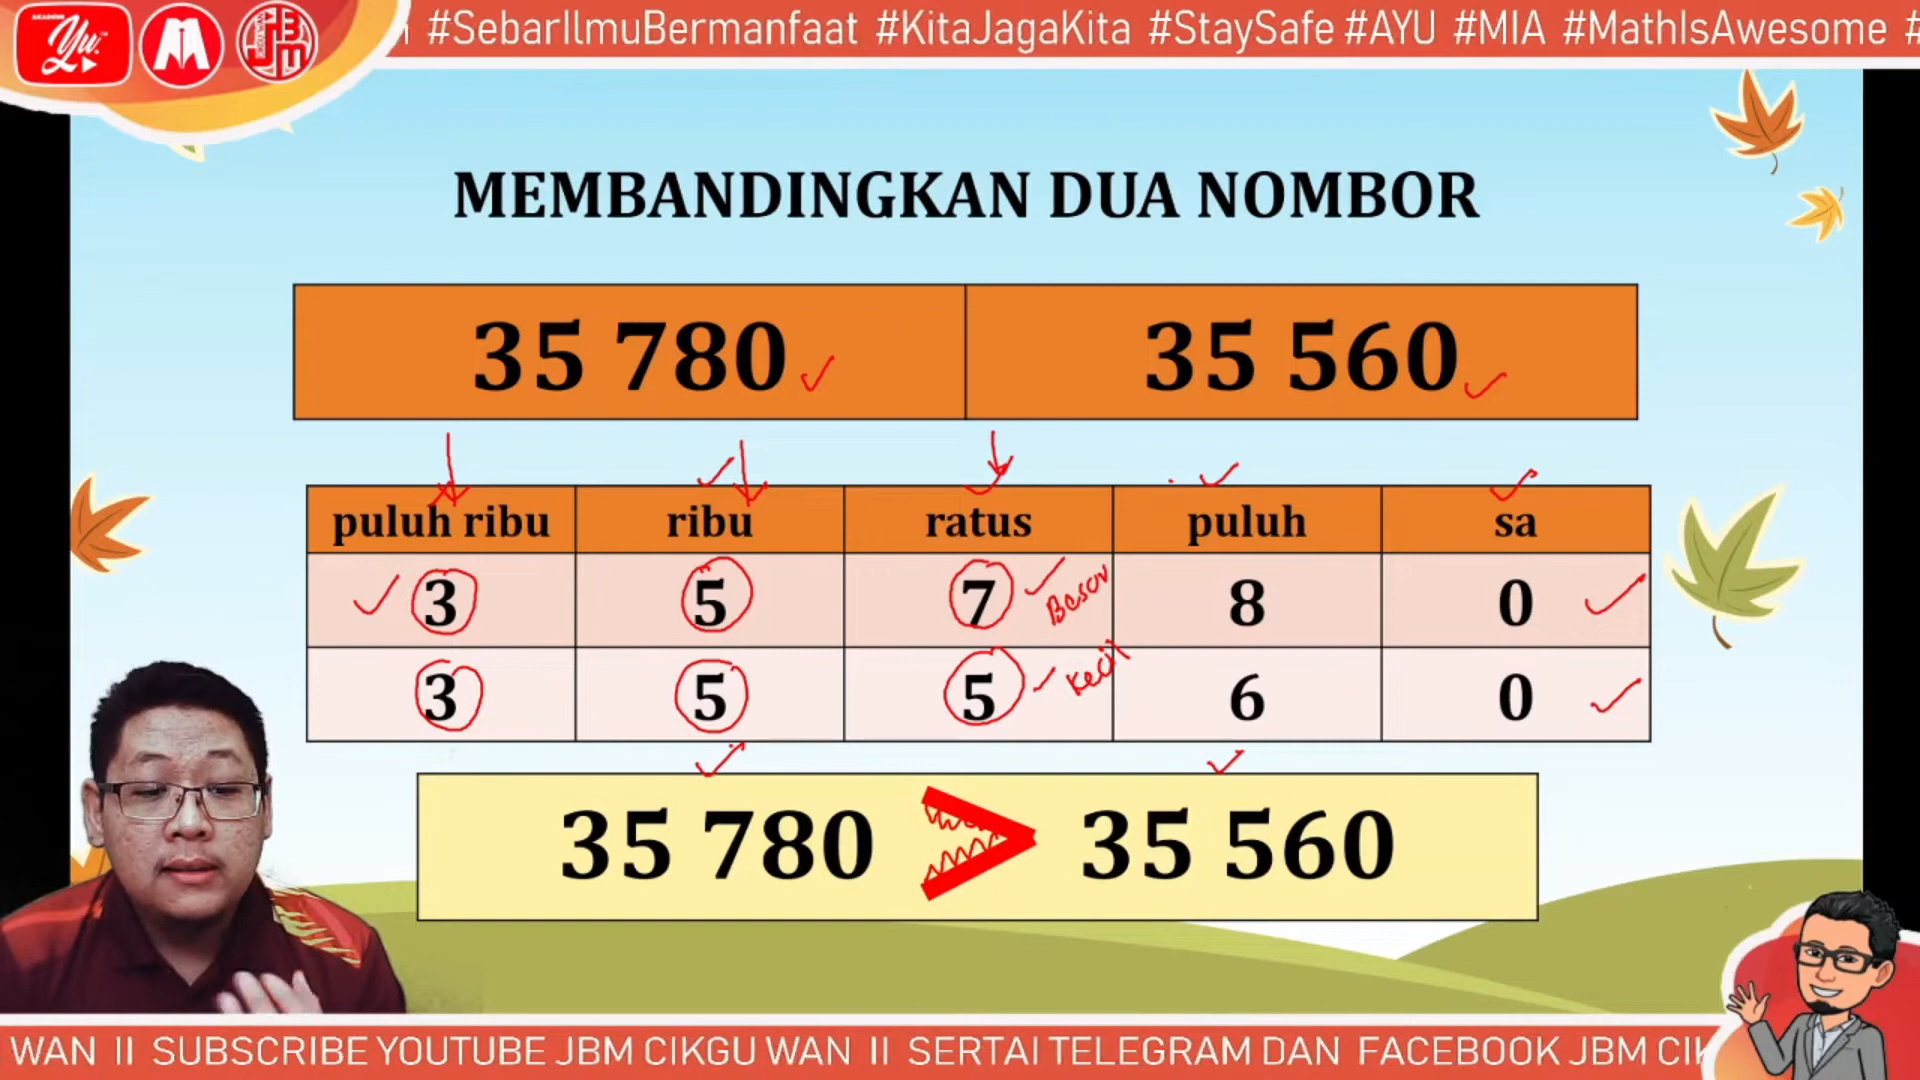 #SebarIlmuBermanfaat #KitaJagaKita #StaySafe #AYU #MIA #MathIsAwesome #
AKADEMI
Yu
MEMBANDINGKAN DUA NOMBOR
35 780 35 560
puluh ribu ribu ratus puluh sa
3 5 7 8 0
Besar
3 5 5 6 0
Kecil
35 780 > 35 560
WAN II SUBSCRIBE YOUTUBE JBM CIKGU WAN II SERTAI TELEGRAM DAN FACEBOOK JBM